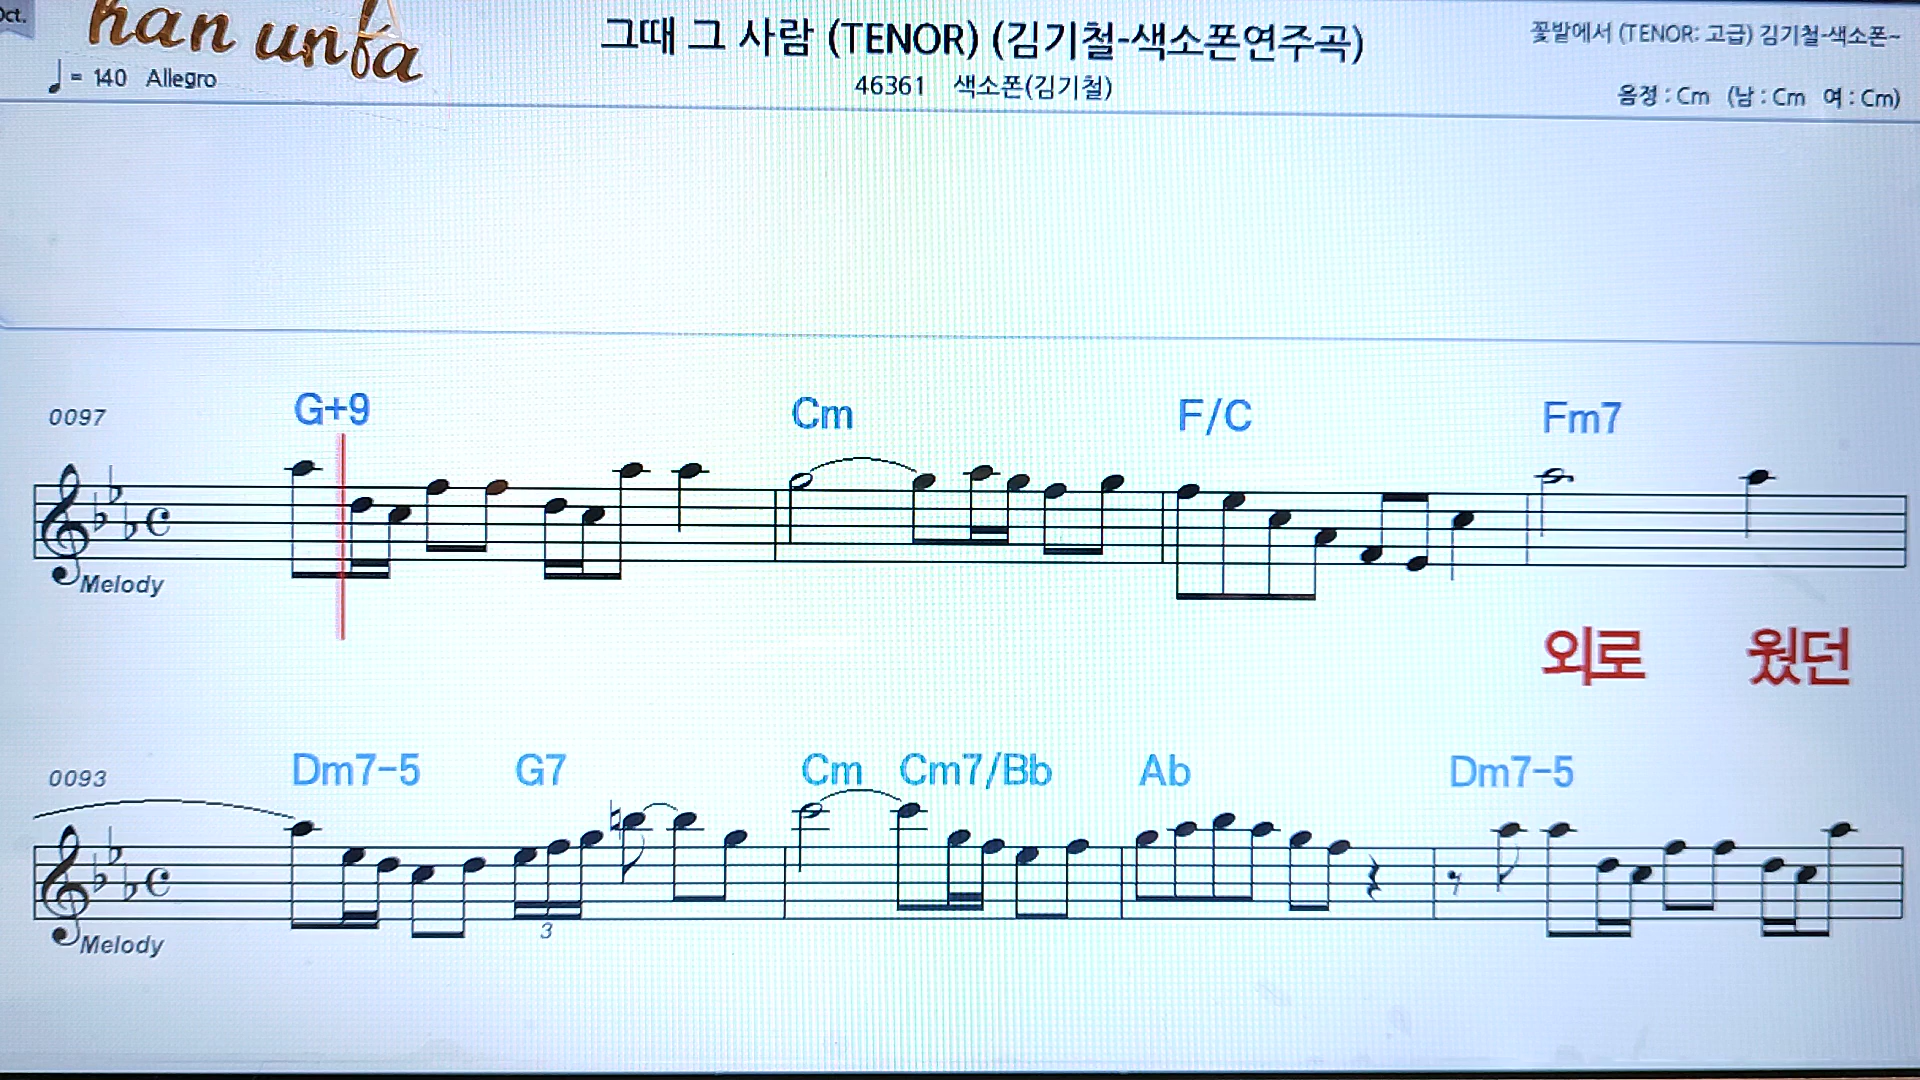 Oct.
han un fa
그때 그 사람 (TENOR) (김기철-색소폰연주곡)
꽃밭에서 (TENOR: 고급) 김기철-색소폰~
♩ = 140 Allegro
46361 색소폰(김기철)
음정 : Cm (남 : Cm 여 : Cm)
0097 G+9 Cm F/C Fm7
Melody
외로 웠던
0093 Dm7-5 G7 Cm Cm7/Bb Ab Dm7-5
3
Melody